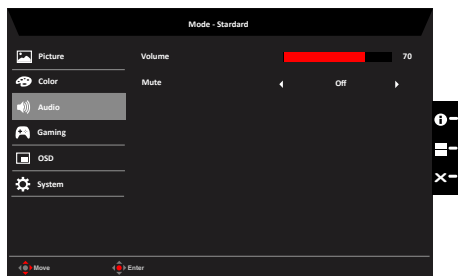 Mode - Stardard
Picture
Volume 70
Color
Mute Off
Audio
Gaming
OSD
System
Move Enter